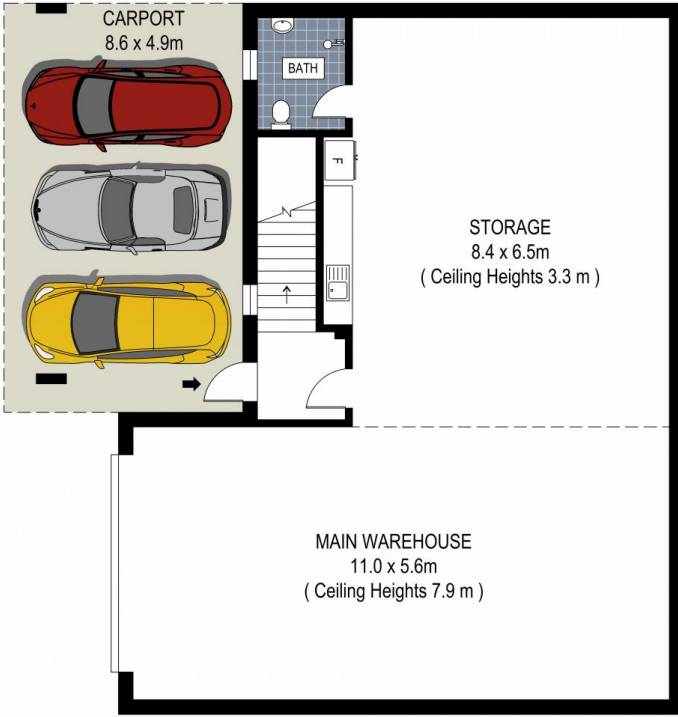 CARPORT
8.6 x 4.9m
BATH
F
STORAGE
8.4 x 6.5m
( Ceiling Heights 3.3 m )
MAIN WAREHOUSE
11.0 x 5.6m
( Ceiling Heights 7.9 m )